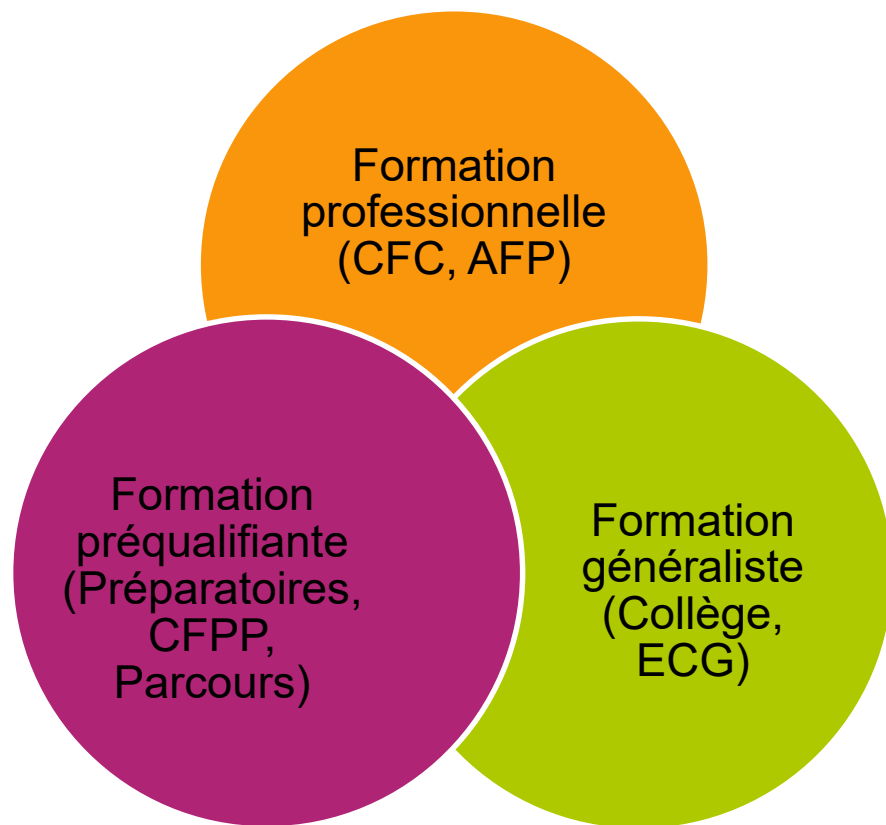 Formation
professionnelle
(CFC, AFP)
Formation
préqualifiante
(Préparatoires,
CFPP,
Parcours)
Formation
généraliste
(Collège,
ECG)